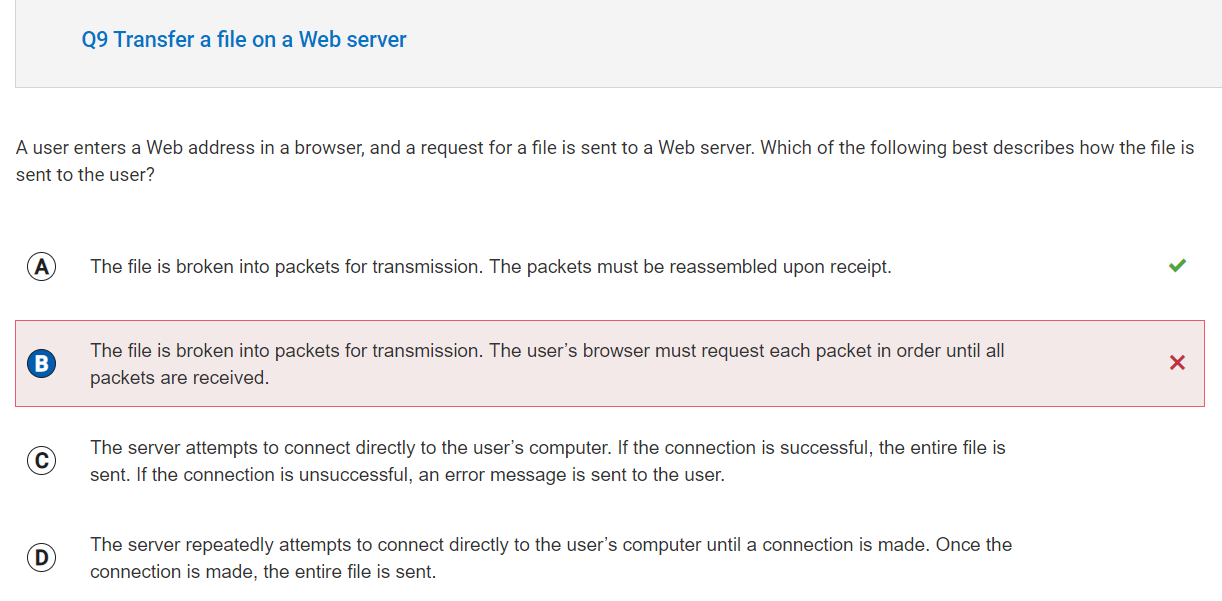 Q9 Transfer a file on a Web server
A user enters a Web address in a browser, and a request for a file is sent to a Web server. Which of the following best describes how the file is
sent to the user?
A The file is broken into packets for transmission. The packets must be reassembled upon receipt.
B The file is broken into packets for transmission. The user’s browser must request each packet in order until all
packets are received.
C The server attempts to connect directly to the user’s computer. If the connection is successful, the entire file is
sent. If the connection is unsuccessful, an error message is sent to the user.
D The server repeatedly attempts to connect directly to the user’s computer until a connection is made. Once the
connection is made, the entire file is sent.